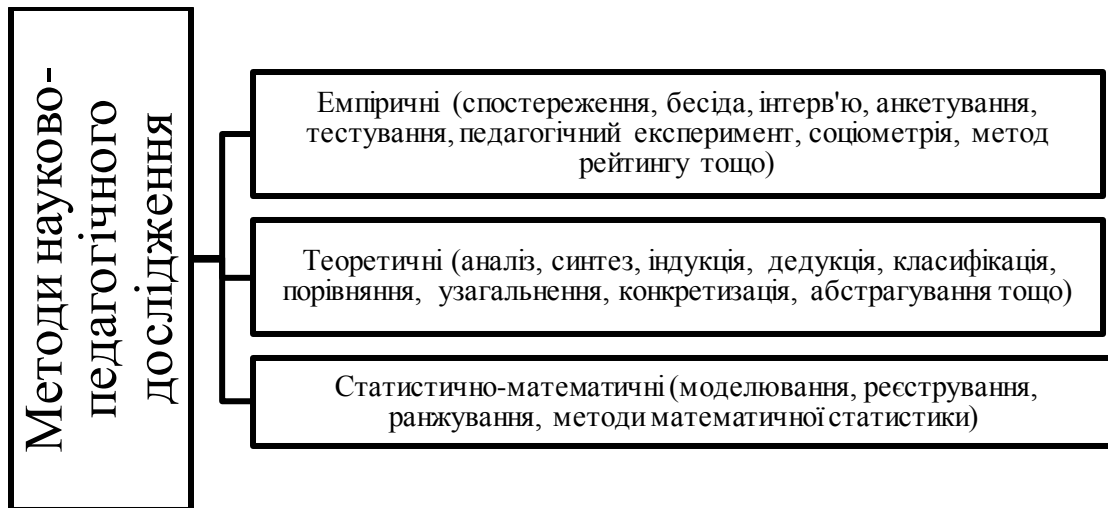 Методи науково-
педагогічного
дослідження
Емпіричні (спостереження, бесіда, інтерв'ю, анкетування,
тестування, педагогічний експеримент, соціометрія, метод
рейтингу тощо)
Теоретичні (аналіз, синтез, індукція, дедукція, класифікація,
порівняння, узагальнення, конкретизація, абстрагування тощо)
Статистично-математичні (моделювання, реєстрування,
ранжування, методи математичної статистики)